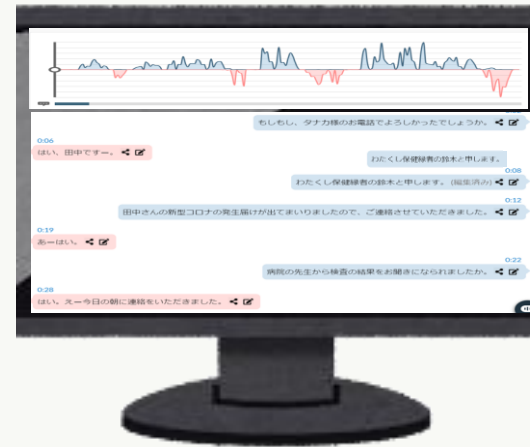 もしもし、タナカ様のお電話でよろしかったでしょうか。
0:06
はい、田中ですー。
わたくし保健録者の鈴木と申します。
0:08
わたくし保健録者の鈴木と申します。(編集済み)
0:12
田中さんの新型コロナの発生届けが出てまいりましたので、ご連絡させていただきました。
0:19
あーはい。
0:22
病院の先生から検査の結果をお聞きになられましたか。
0:28
はい。えー今日の朝に連絡をいただきました。